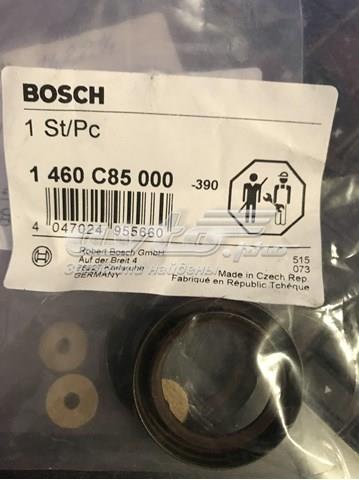 BOSCH
1 St/Pc
1 460 C85 000 -390
4 047024 955660
Robert Bosch GmbH
Auf der Breit 4
Karlsruhe
GERMANY
515
073
Made in Czech Rep.
Fabriqué en République Tchèque